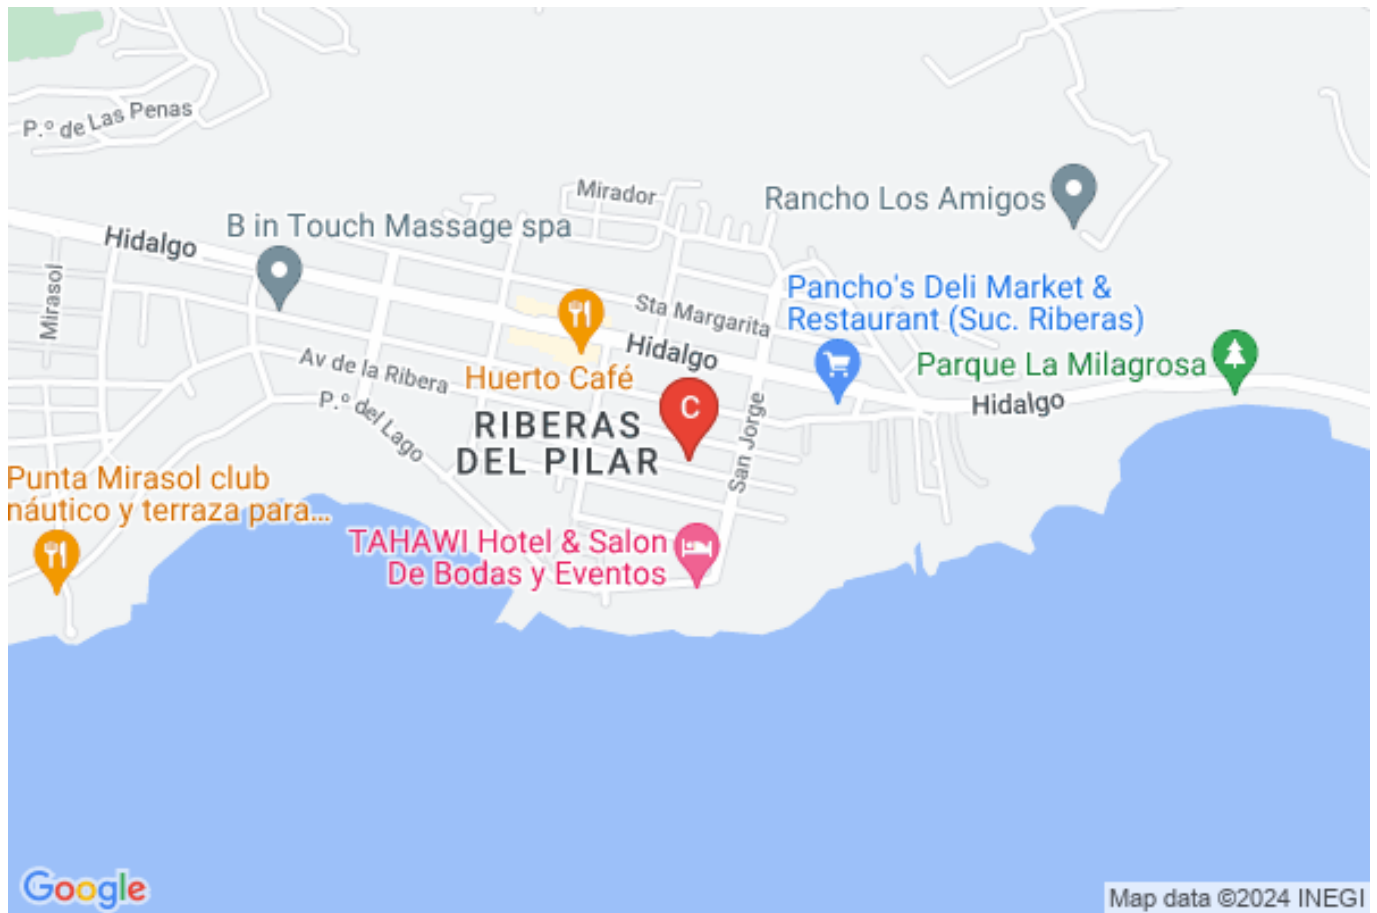 P.º de Las Penas
Mirador
Rancho Los Amigos
B in Touch Massage spa
Hidalgo
Mirasol
Sta Margarita
Pancho's Deli Market &
Restaurant (Suc. Riberas)
Hidalgo
Parque La Milagrosa
Av de la Ribera
Huerto Café
Hidalgo
P.º del Lago
C
San Jorge
RIBERAS
DEL PILAR
Punta Mirasol club
náutico y terraza para...
TAHAWI Hotel & Salon
De Bodas y Eventos
Google
Map data ©2024 INEGI